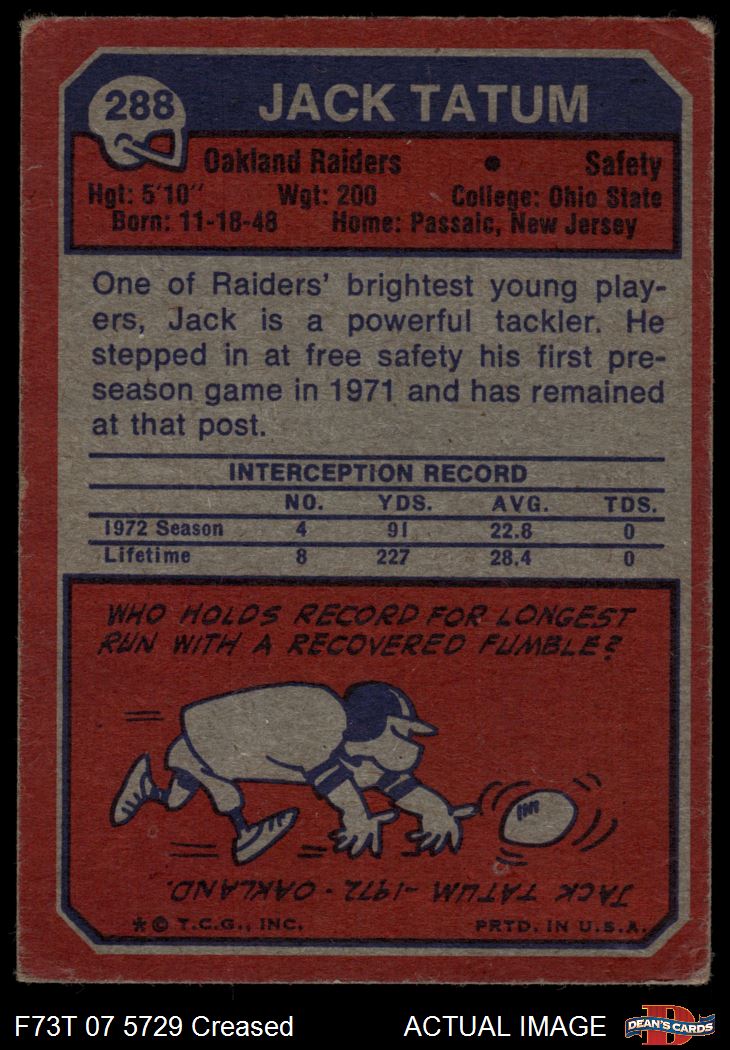 288 JACK TATUM
Oakland Raiders • Safety
Hgt: 5'10" Wgt: 200 College: Ohio State
Born: 11-18-48 Home: Passaic, New Jersey
One of Raiders' brightest young play-
ers, Jack is a powerful tackler. He
stepped in at free safety his first pre-
season game in 1971 and has remained
at that post.
INTERCEPTION RECORD
NO. YDS. AVG. TDS.
1972 Season 4 91 22.8 0
Lifetime 8 227 28.4 0
WHO HOLDS RECORD FOR LONGEST
RUN WITH A RECOVERED FUMBLE?
JACK TATUM -1972 - OAKLAND.
* © T.C.G., INC. PRTD. IN U.S.A.
F73T 07 5729 Creased ACTUAL IMAGE D DEAN'S CARDS